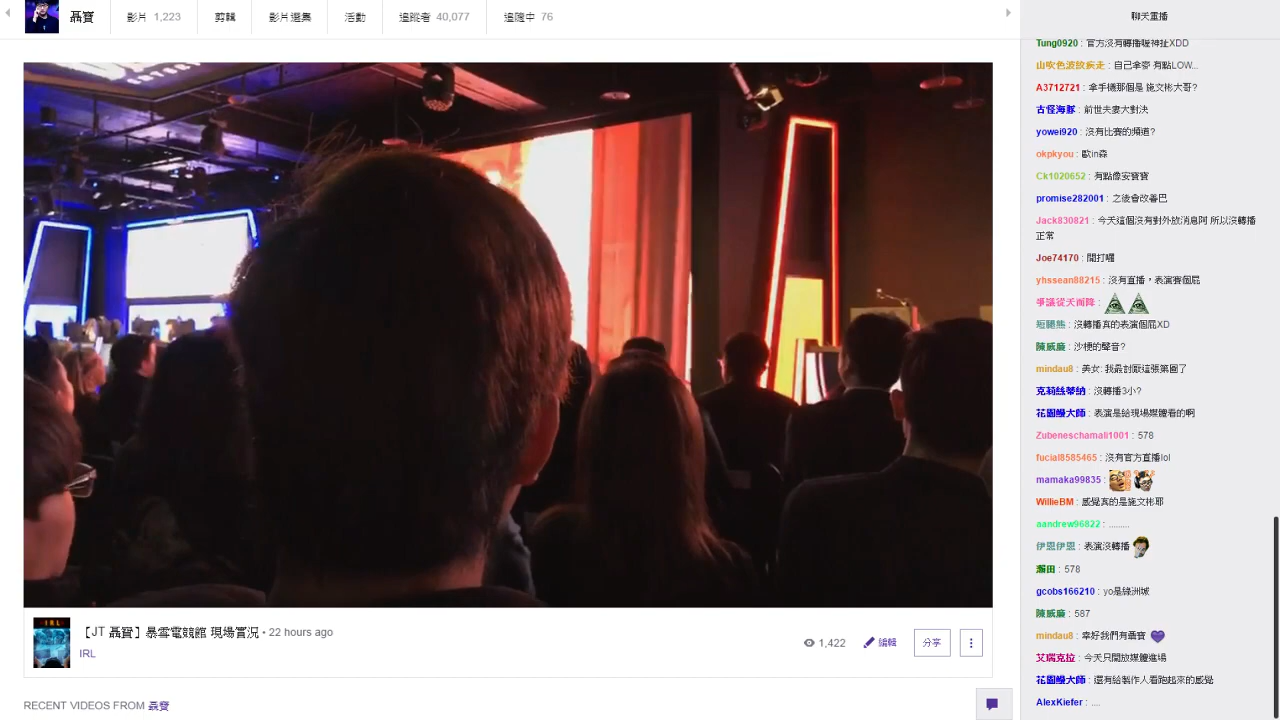 聶寶
影片 1,223
剪輯
影片選集
活動
追蹤者 40,077
追隨中 76
聊天重播
Tung0920 : 官方沒有轉播喔神扯XDD
山吹色波紋疾走 : 自己拿麥 有點LOW...
A3712721 : 拿手機那個是 施文彬大哥?
古怪海豚 : 前世夫妻大對決
yowei920 : 沒有比賽的頻道?
okpkyou : 歐in森
Ck1020652 : 有點像安寶寶
promise282001 : 之後會改善巴
Jack830821 : 今天這個沒有對外放消息阿 所以沒轉播
正常
Joe74170 : 開打囉
yhssean88215 : 沒有直播，表演賽個屁
爭議從天而降 :
短腿熊 : 沒轉播真的表演個屁XD
陳威廉 : 沙梗的聲音?
mindau8 : 美女: 我最討厭這張第圖了
克莉絲蒂納 : 沒轉播3小?
花園鰻大師 : 表演是給現場媒體看的啊
Zubeneschamali1001 : 578
fucial8585465 : 沒有官方直播lol
mamaka99835 :
WillieBM : 感覺真的是施文彬耶
aandrew96822 : .........
伊恩伊恩 : 表演沒轉播
瀨田 : 578
gcobs166210 : yo是綠洲城
陳威廉 : 587
mindau8 : 幸好我們有聶寶
艾瑞克拉 : 今天只開放媒體進場
花園鰻大師 : 還有給製作人看跑起來的感覺
AlexKiefer : ....
IRL
【JT 聶寶】暴雪電競館 現場實況 • 22 hours ago
IRL
1,422
編輯
分享
RECENT VIDEOS FROM 聶寶